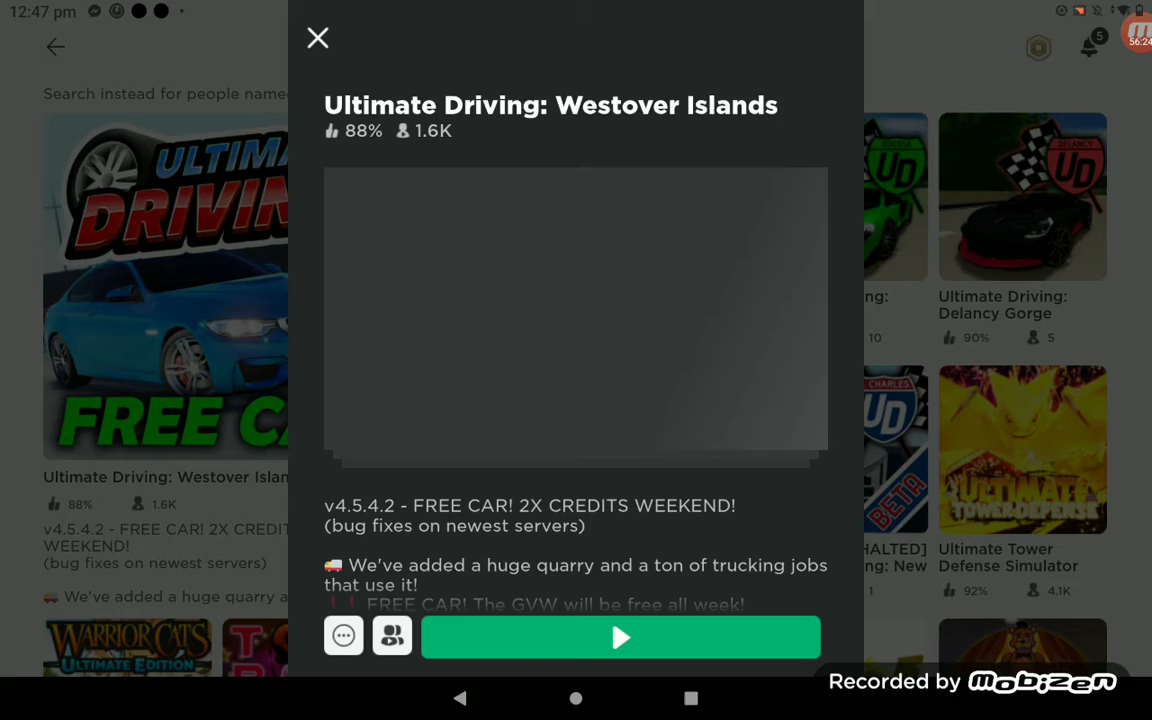 12:47 pm
5
56:24
Search instead for people name
Ultimate Driving: Westover Islands
88% 1.6K
ULTIMA
DRIVIN
FREE C
UD
UD
DELANCY
ng:
10
Ultimate Driving:
Delancy Gorge
90% 5
Ultimate Driving: Westover Islan
88% 1.6K
v4.5.4.2 - FREE CAR! 2X CREDIT
WEEKEND!
(bug fixes on newest servers)
We've added a huge quarry a
v4.5.4.2 - FREE CAR! 2X CREDITS WEEKEND!
(bug fixes on newest servers)
We've added a huge quarry and a ton of trucking jobs
that use it!
FREE CAR! The GVW will be free all week!
CHARLES
UD
BETA
ULTIMATE
TOWER DEFENSE
HALTED]
ng: New
1
Ultimate Tower
Defense Simulator
92% 4.1K
WARRIOR CATS
ULTIMATE EDITION
Recorded by mobizen